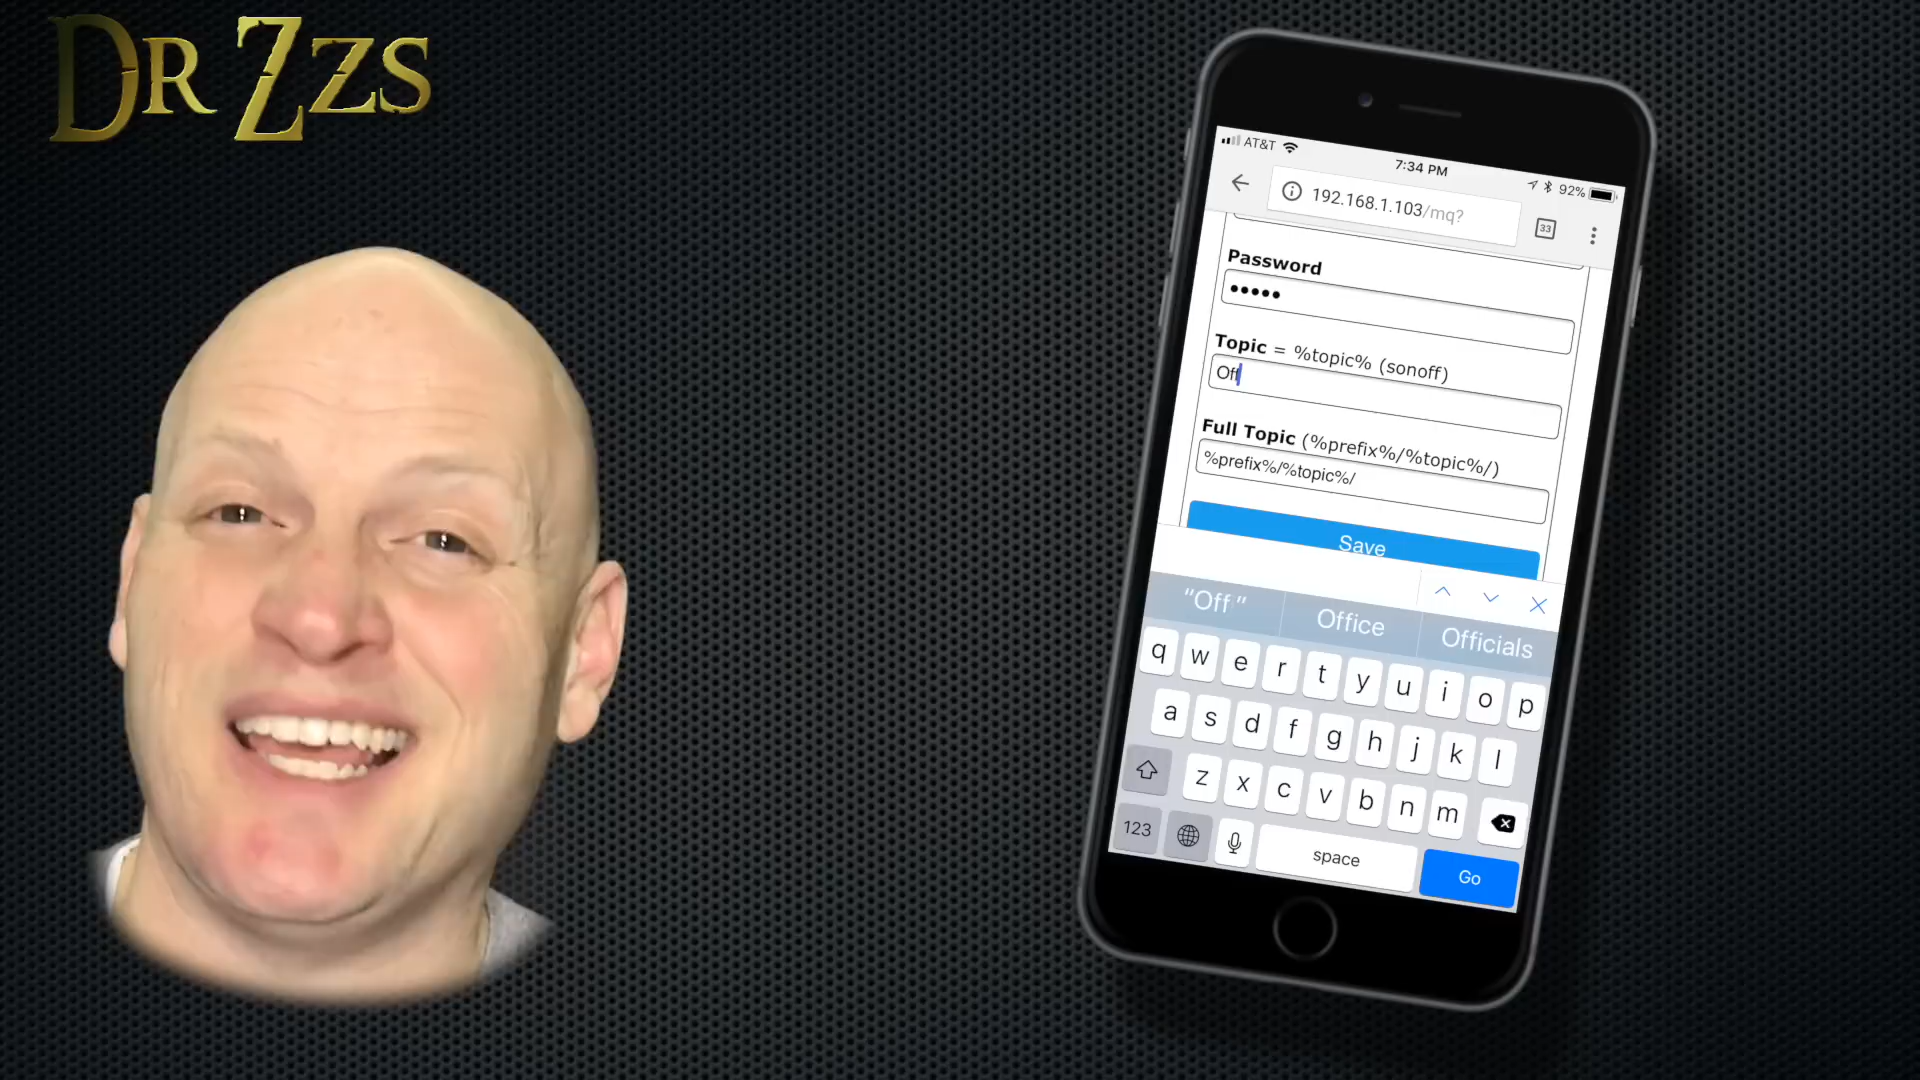 DR ZZS
AT&T
7:34 PM
92%
192.168.1.103/mq?
33
Password
•••••
Topic = %topic% (sonoff)
Off
Full Topic (%prefix%/%topic%/)
%prefix%/%topic%/
Save
"Off "
Office
Officials
q w e r t y u i o p
a s d f g h j k l
z x c v b n m
123
space
Go